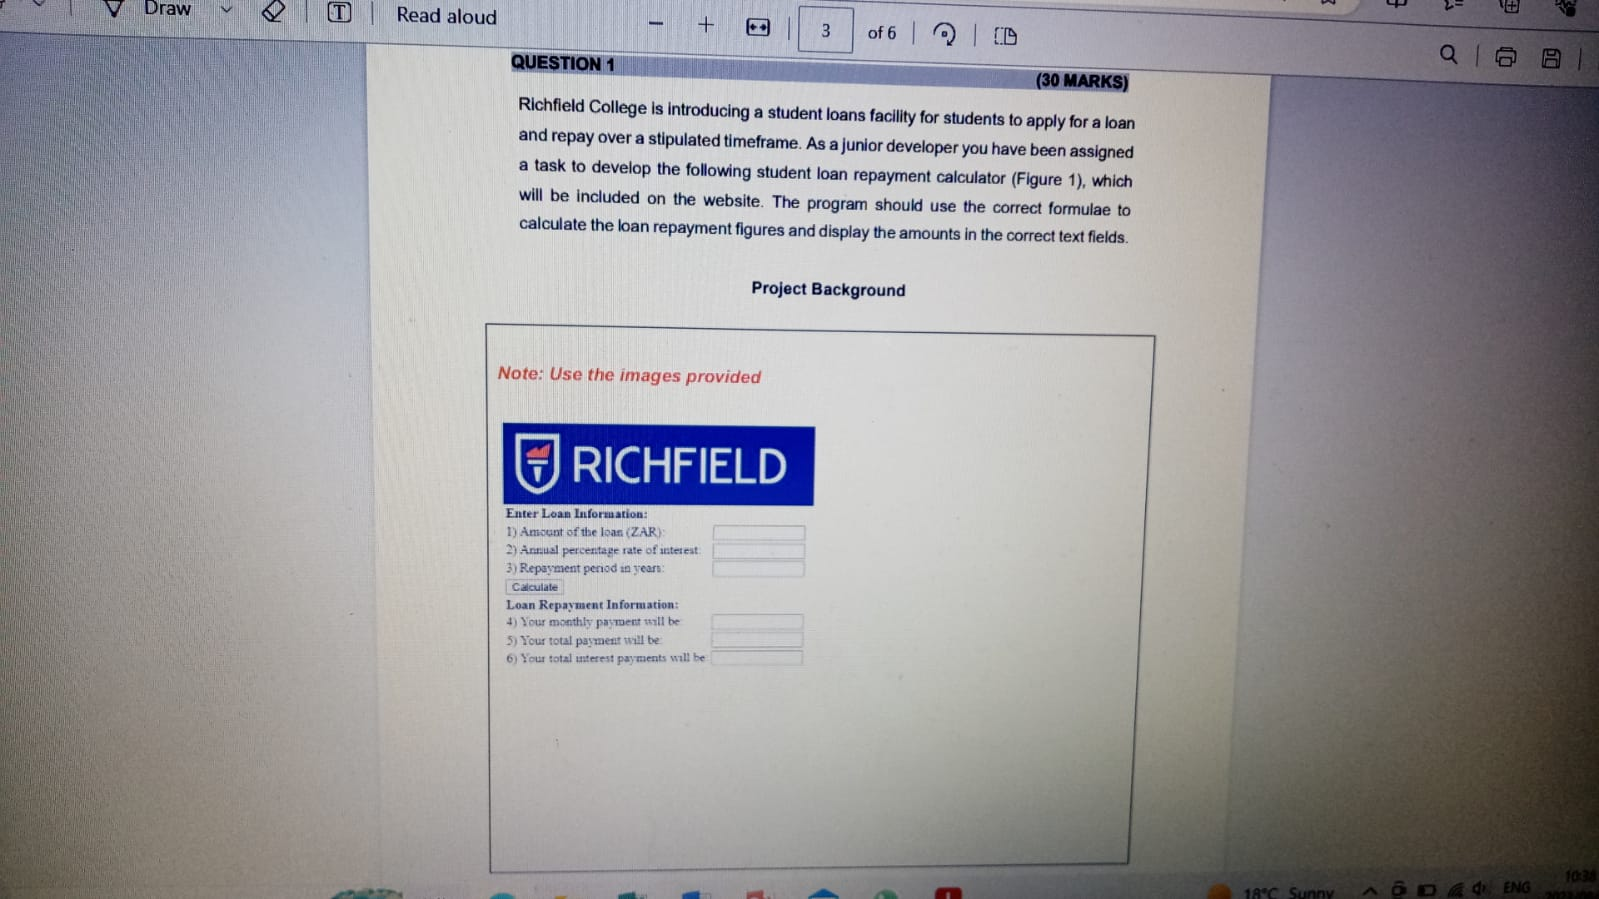 Draw
T
Read aloud
3
of 6
QUESTION 1
(30 MARKS)
Richfield College is introducing a student loans facility for students to apply for a loan
and repay over a stipulated timeframe. As a junior developer you have been assigned
a task to develop the following student loan repayment calculator (Figure 1), which
will be included on the website. The program should use the correct formulae to
calculate the loan repayment figures and display the amounts in the correct text fields.
Project Background
Note: Use the images provided
RICHFIELD
Enter Loan Information:
1) Amount of the loan (ZAR):
2) Annual percentage rate of interest:
3) Repayment period in years:
Calculate
Loan Repayment Information:
4) Your monthly payment will be:
5) Your total payment will be:
6) Your total interest payments will be:
18°C Sunny
ENG
10:38